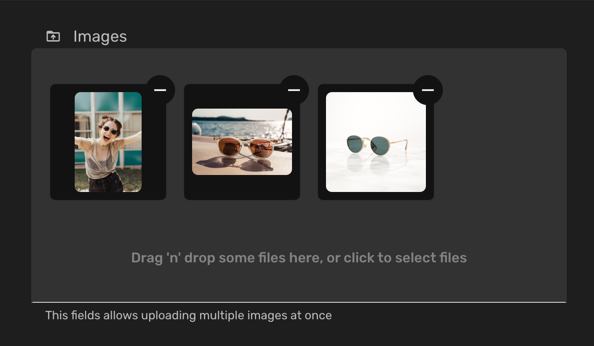 Images
Drag 'n' drop some files here, or click to select files
This fields allows uploading multiple images at once